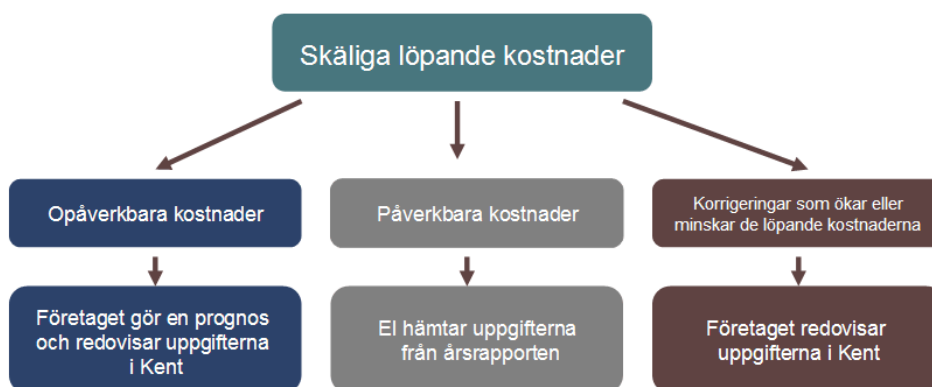 Skäliga löpande kostnader
Opåverkbara kostnader
Påverkbara kostnader
Korrigeringar som ökar eller
minskar de löpande kostnaderna
Företaget gör en prognos
och redovisar uppgifterna
i Kent
EI hämtar uppgifterna
från årsrapporten
Företaget redovisar
uppgifterna i Kent